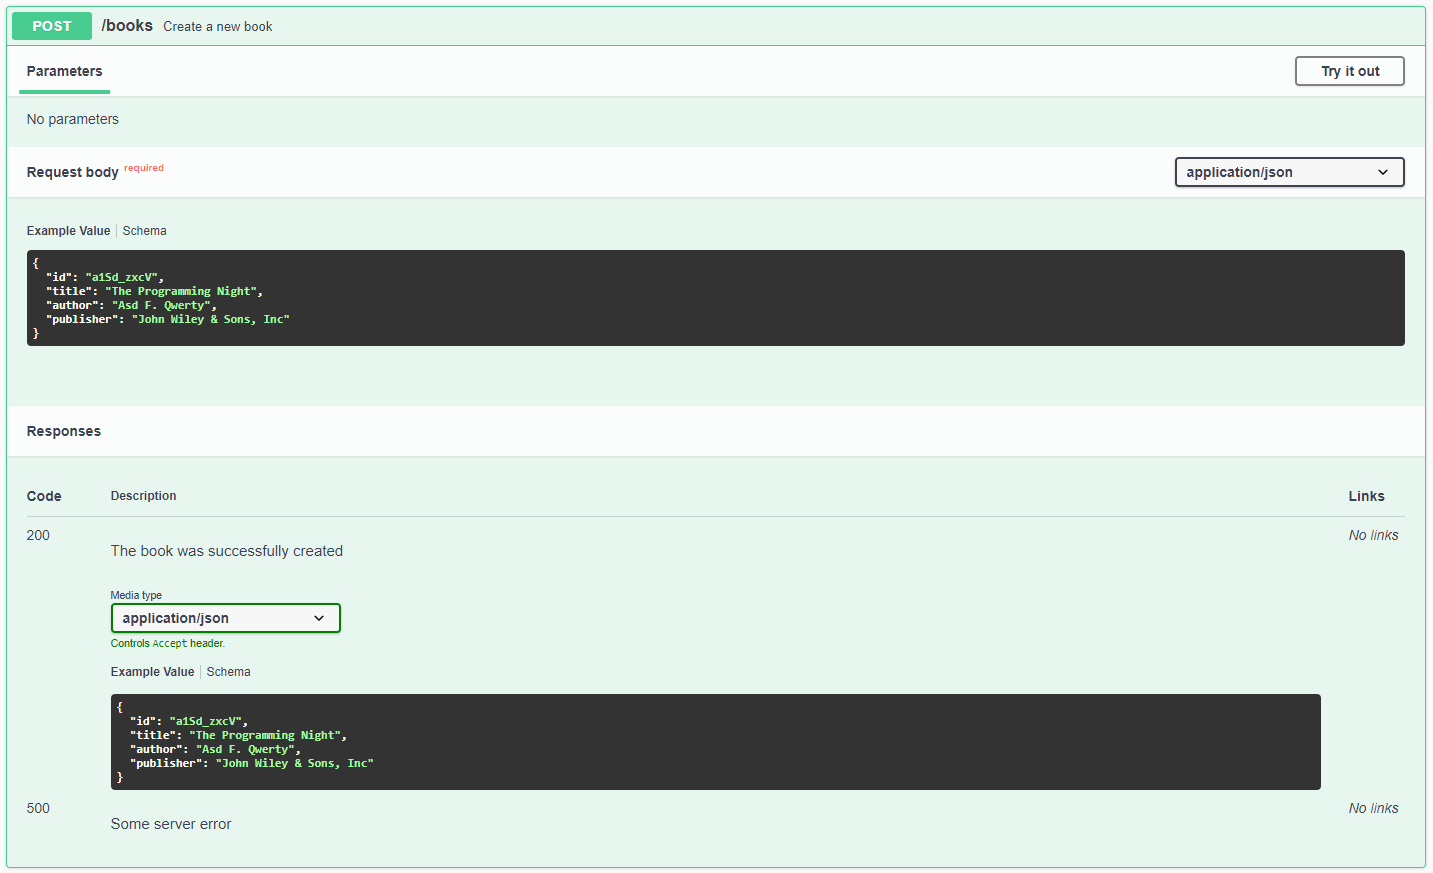 POST /books Create a new book
Parameters
Try it out
No parameters
Request body required
application/json
Example Value Schema
{
"id": "a1Sd_zxcV",
"title": "The Programming Night",
"author": "Asd F. Qwerty",
"publisher": "John Wiley & Sons, Inc"
}
Responses
Code Description Links
200 The book was successfully created No links
Media type
application/json
Controls Accept header.
Example Value Schema
{
"id": "a1Sd_zxcV",
"title": "The Programming Night",
"author": "Asd F. Qwerty",
"publisher": "John Wiley & Sons, Inc"
}
500 Some server error No links